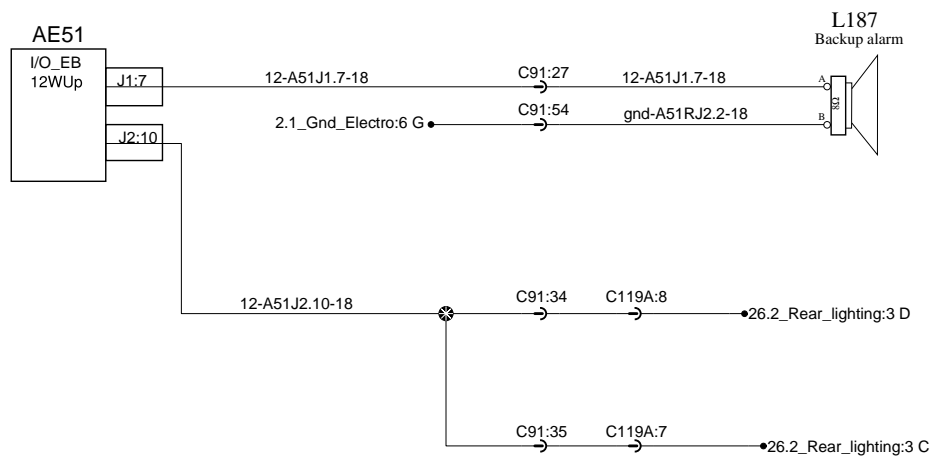 AE51
L187
Backup alarm
I/O_EB
12WUp
J1:7
12-A51J1.7-18
C91:27
12-A51J1.7-18
A
8Ω
C91:54
2.1_Gnd_Electro:6 G
gnd-A51RJ2.2-18
B
J2:10
12-A51J2.10-18
C91:34
C119A:8
26.2_Rear_lighting:3 D
C91:35
C119A:7
26.2_Rear_lighting:3 C